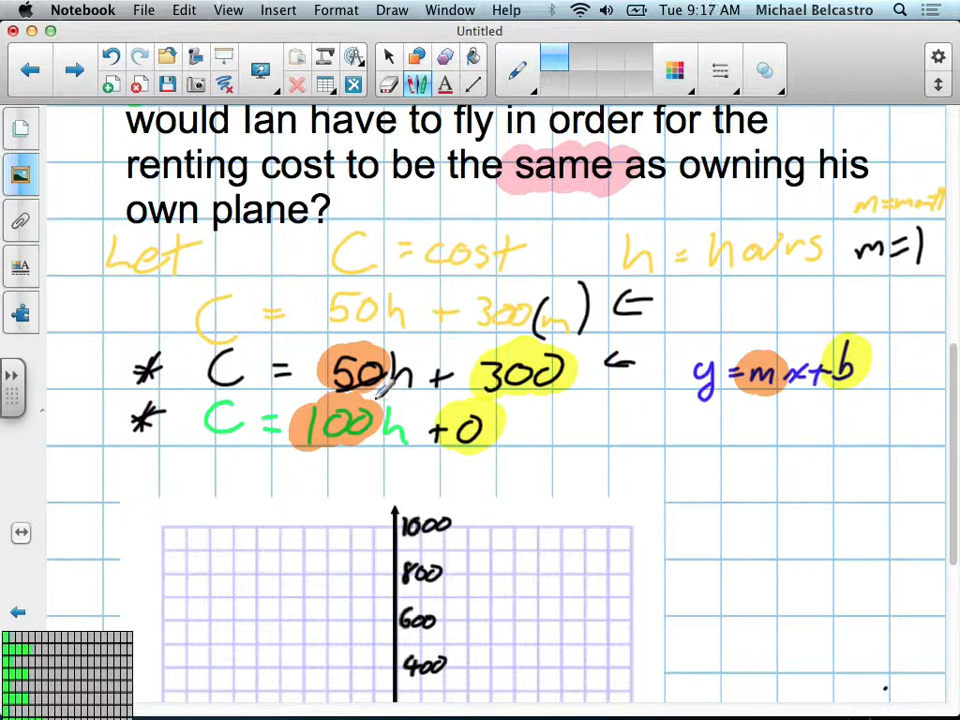 Notebook File Edit View Insert Format Draw Window Help Tue 9:17 AM Michael Belcastro
Untitled
would Ian have to fly in order for the
renting cost to be the same as owning his
own plane?
Let C = cost h = hours m = 1
C = 50h + 300(m) ←
* C = 50h + 300 ← y = mx + b
* C = 100h + 0
1000
800
600
400